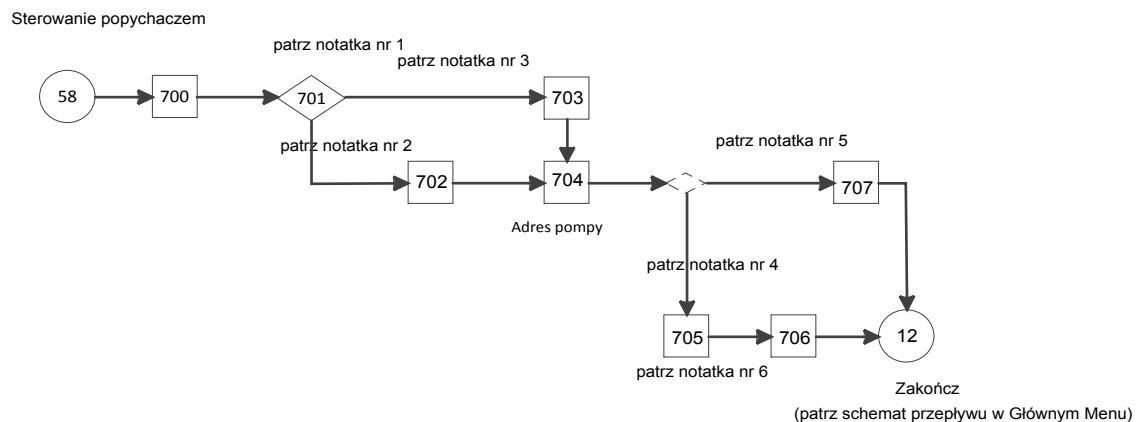 Sterowanie popychaczem
patrz notatka nr 1
patrz notatka nr 3
58
700
701
703
patrz notatka nr 2
patrz notatka nr 5
702
704
707
Adres pompy
patrz notatka nr 4
705
706
12
patrz notatka nr 6
Zakończ
(patrz schemat przepływu w Głównym Menu)